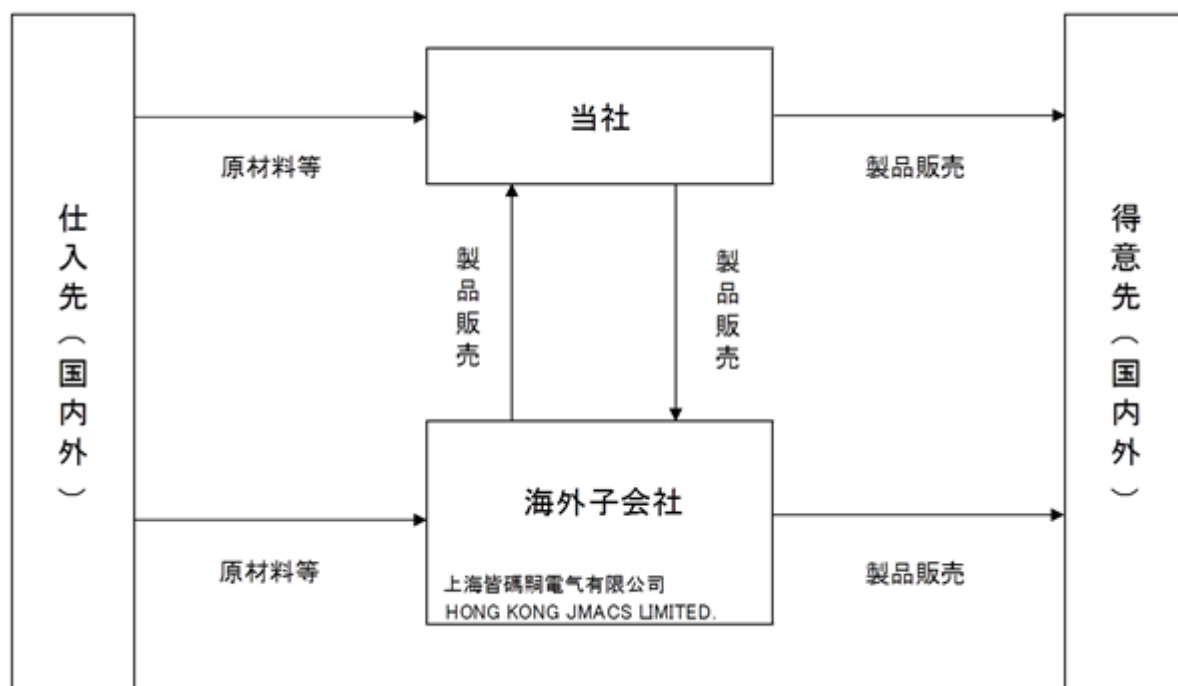 仕入先（国内外）
原材料等
原材料等
当社
製品販売
製品販売
海外子会社
上海皆碼嗣電气有限公司
HONG KONG JMACS LIMITED.
製品販売
製品販売
得意先（国内外）